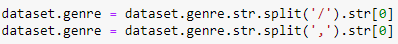 dataset.genre = dataset.genre.str.split('/').str[0]
dataset.genre = dataset.genre.str.split(',').str[0]